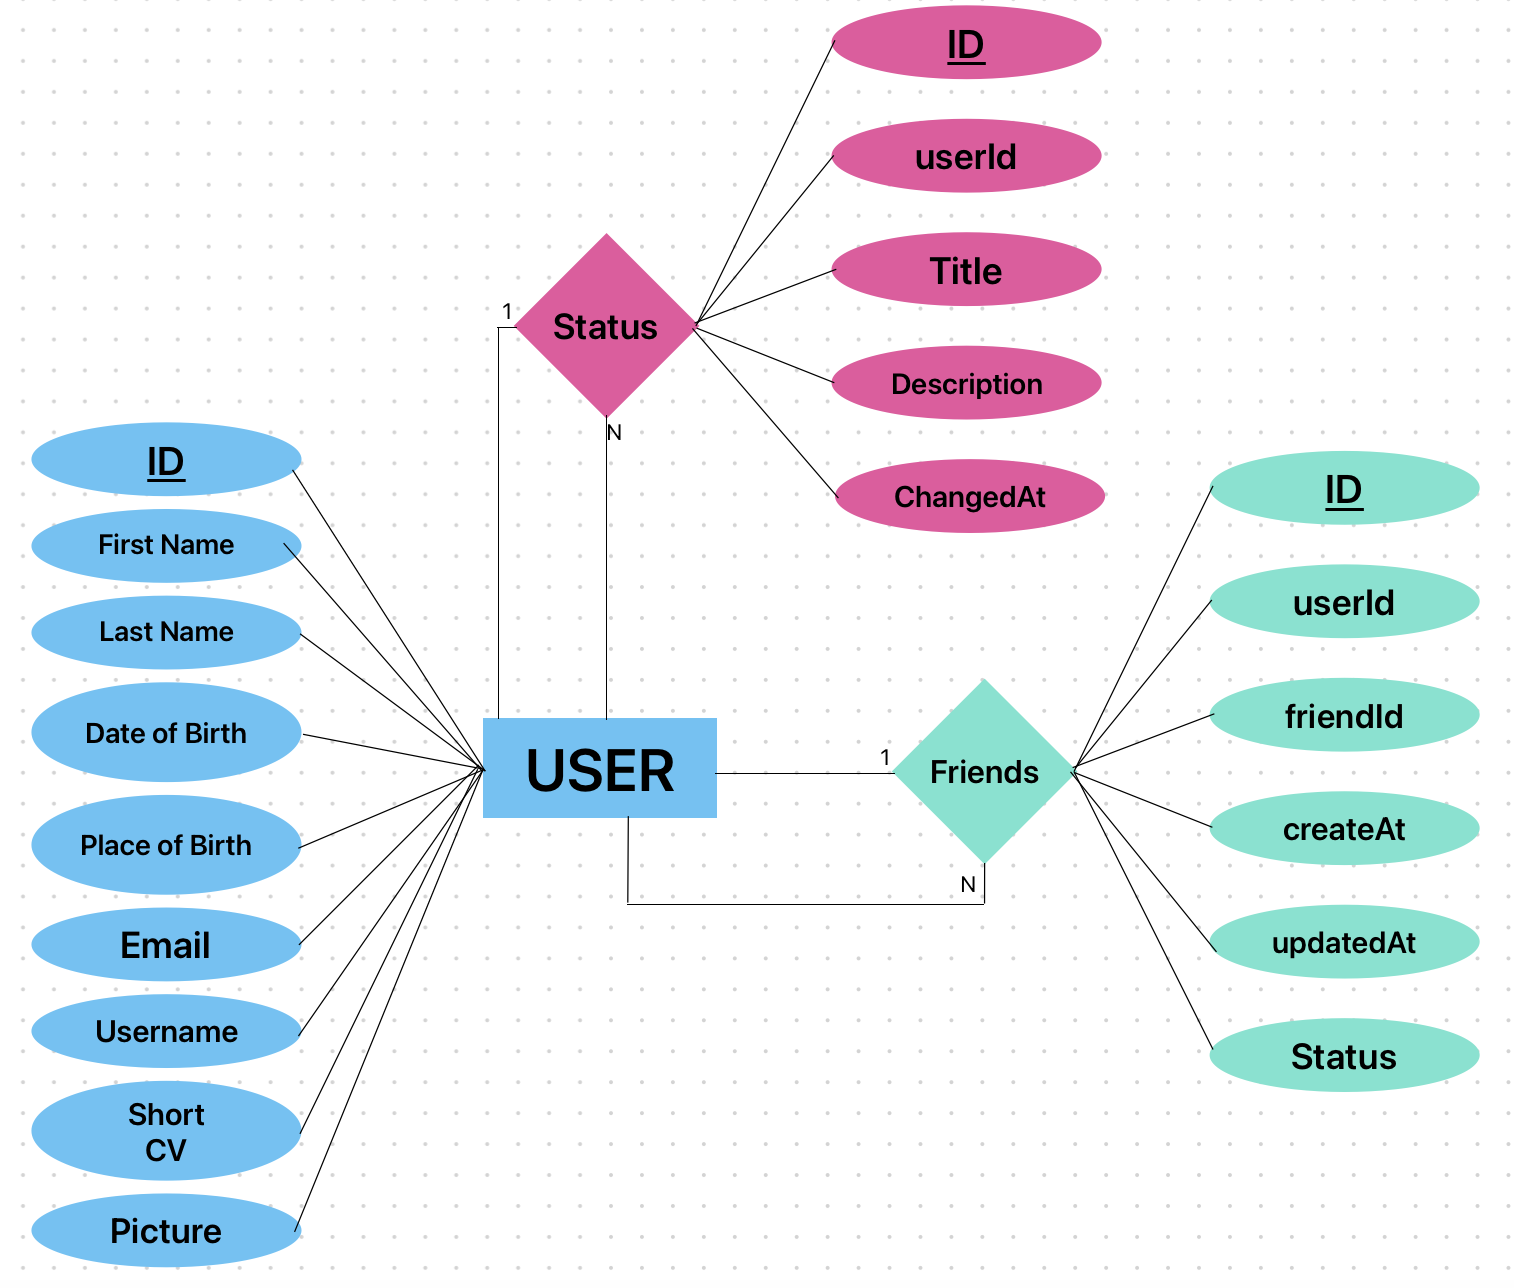 ID
userId
Title
Description
ChangedAt
1
Status
N
ID
First Name
Last Name
Date of Birth
Place of Birth
Email
Username
Short
CV
Picture
USER
1
Friends
N
ID
userId
friendId
createAt
updatedAt
Status